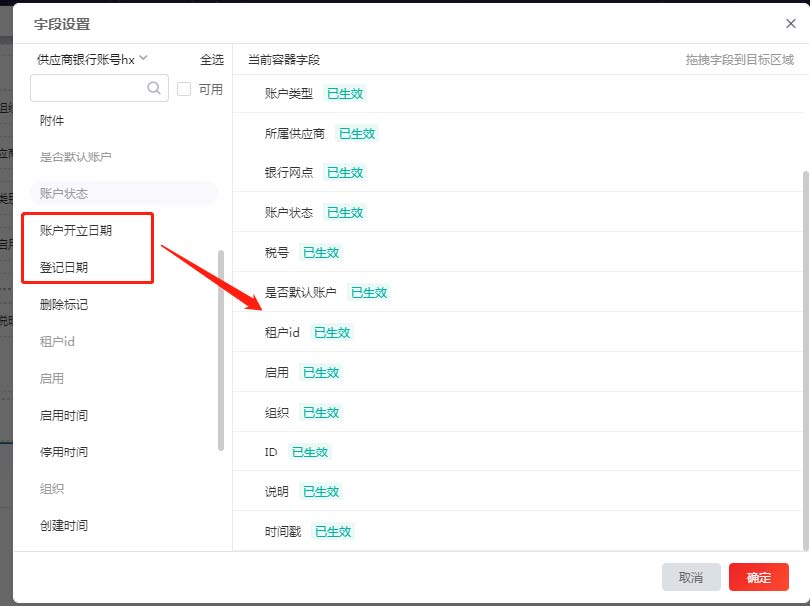 字段设置
供应商银行账号hx 全选
可用
附件
是否默认账户
账户状态
账户开立日期
登记日期
删除标记
租户id
启用
启用时间
停用时间
组织
创建时间
当前容器字段 拖拽字段到目标区域
账户类型 已生效
所属供应商 已生效
银行网点 已生效
账户状态 已生效
税号 已生效
是否默认账户 已生效
租户id 已生效
启用 已生效
组织 已生效
ID 已生效
说明 已生效
时间戳 已生效
取消 确定